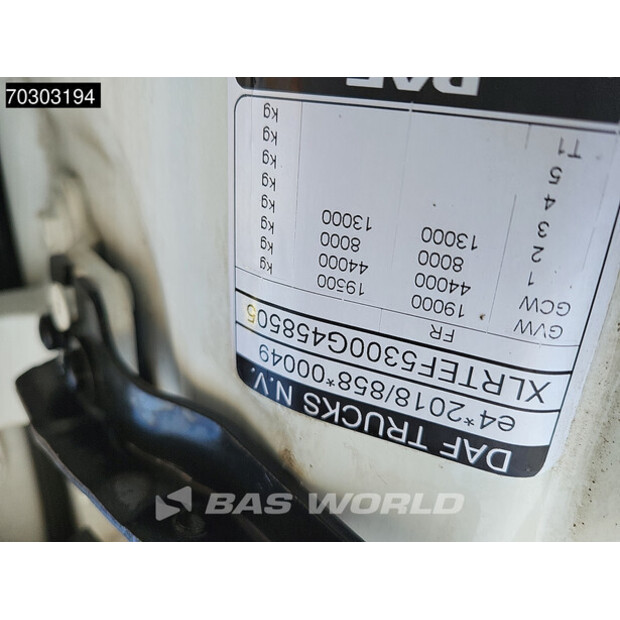 70303194
DAF TRUCKS N.V.
e4*2018/858*00049
XLRTEF5300G458505
FR
GVW 19000 19500 kg
GCW 44000 44000 kg
1 8000 8000 kg
2 13000 13000 kg
3 kg
4 kg
5 kg
T1 kg
DAF
BAS WORLD